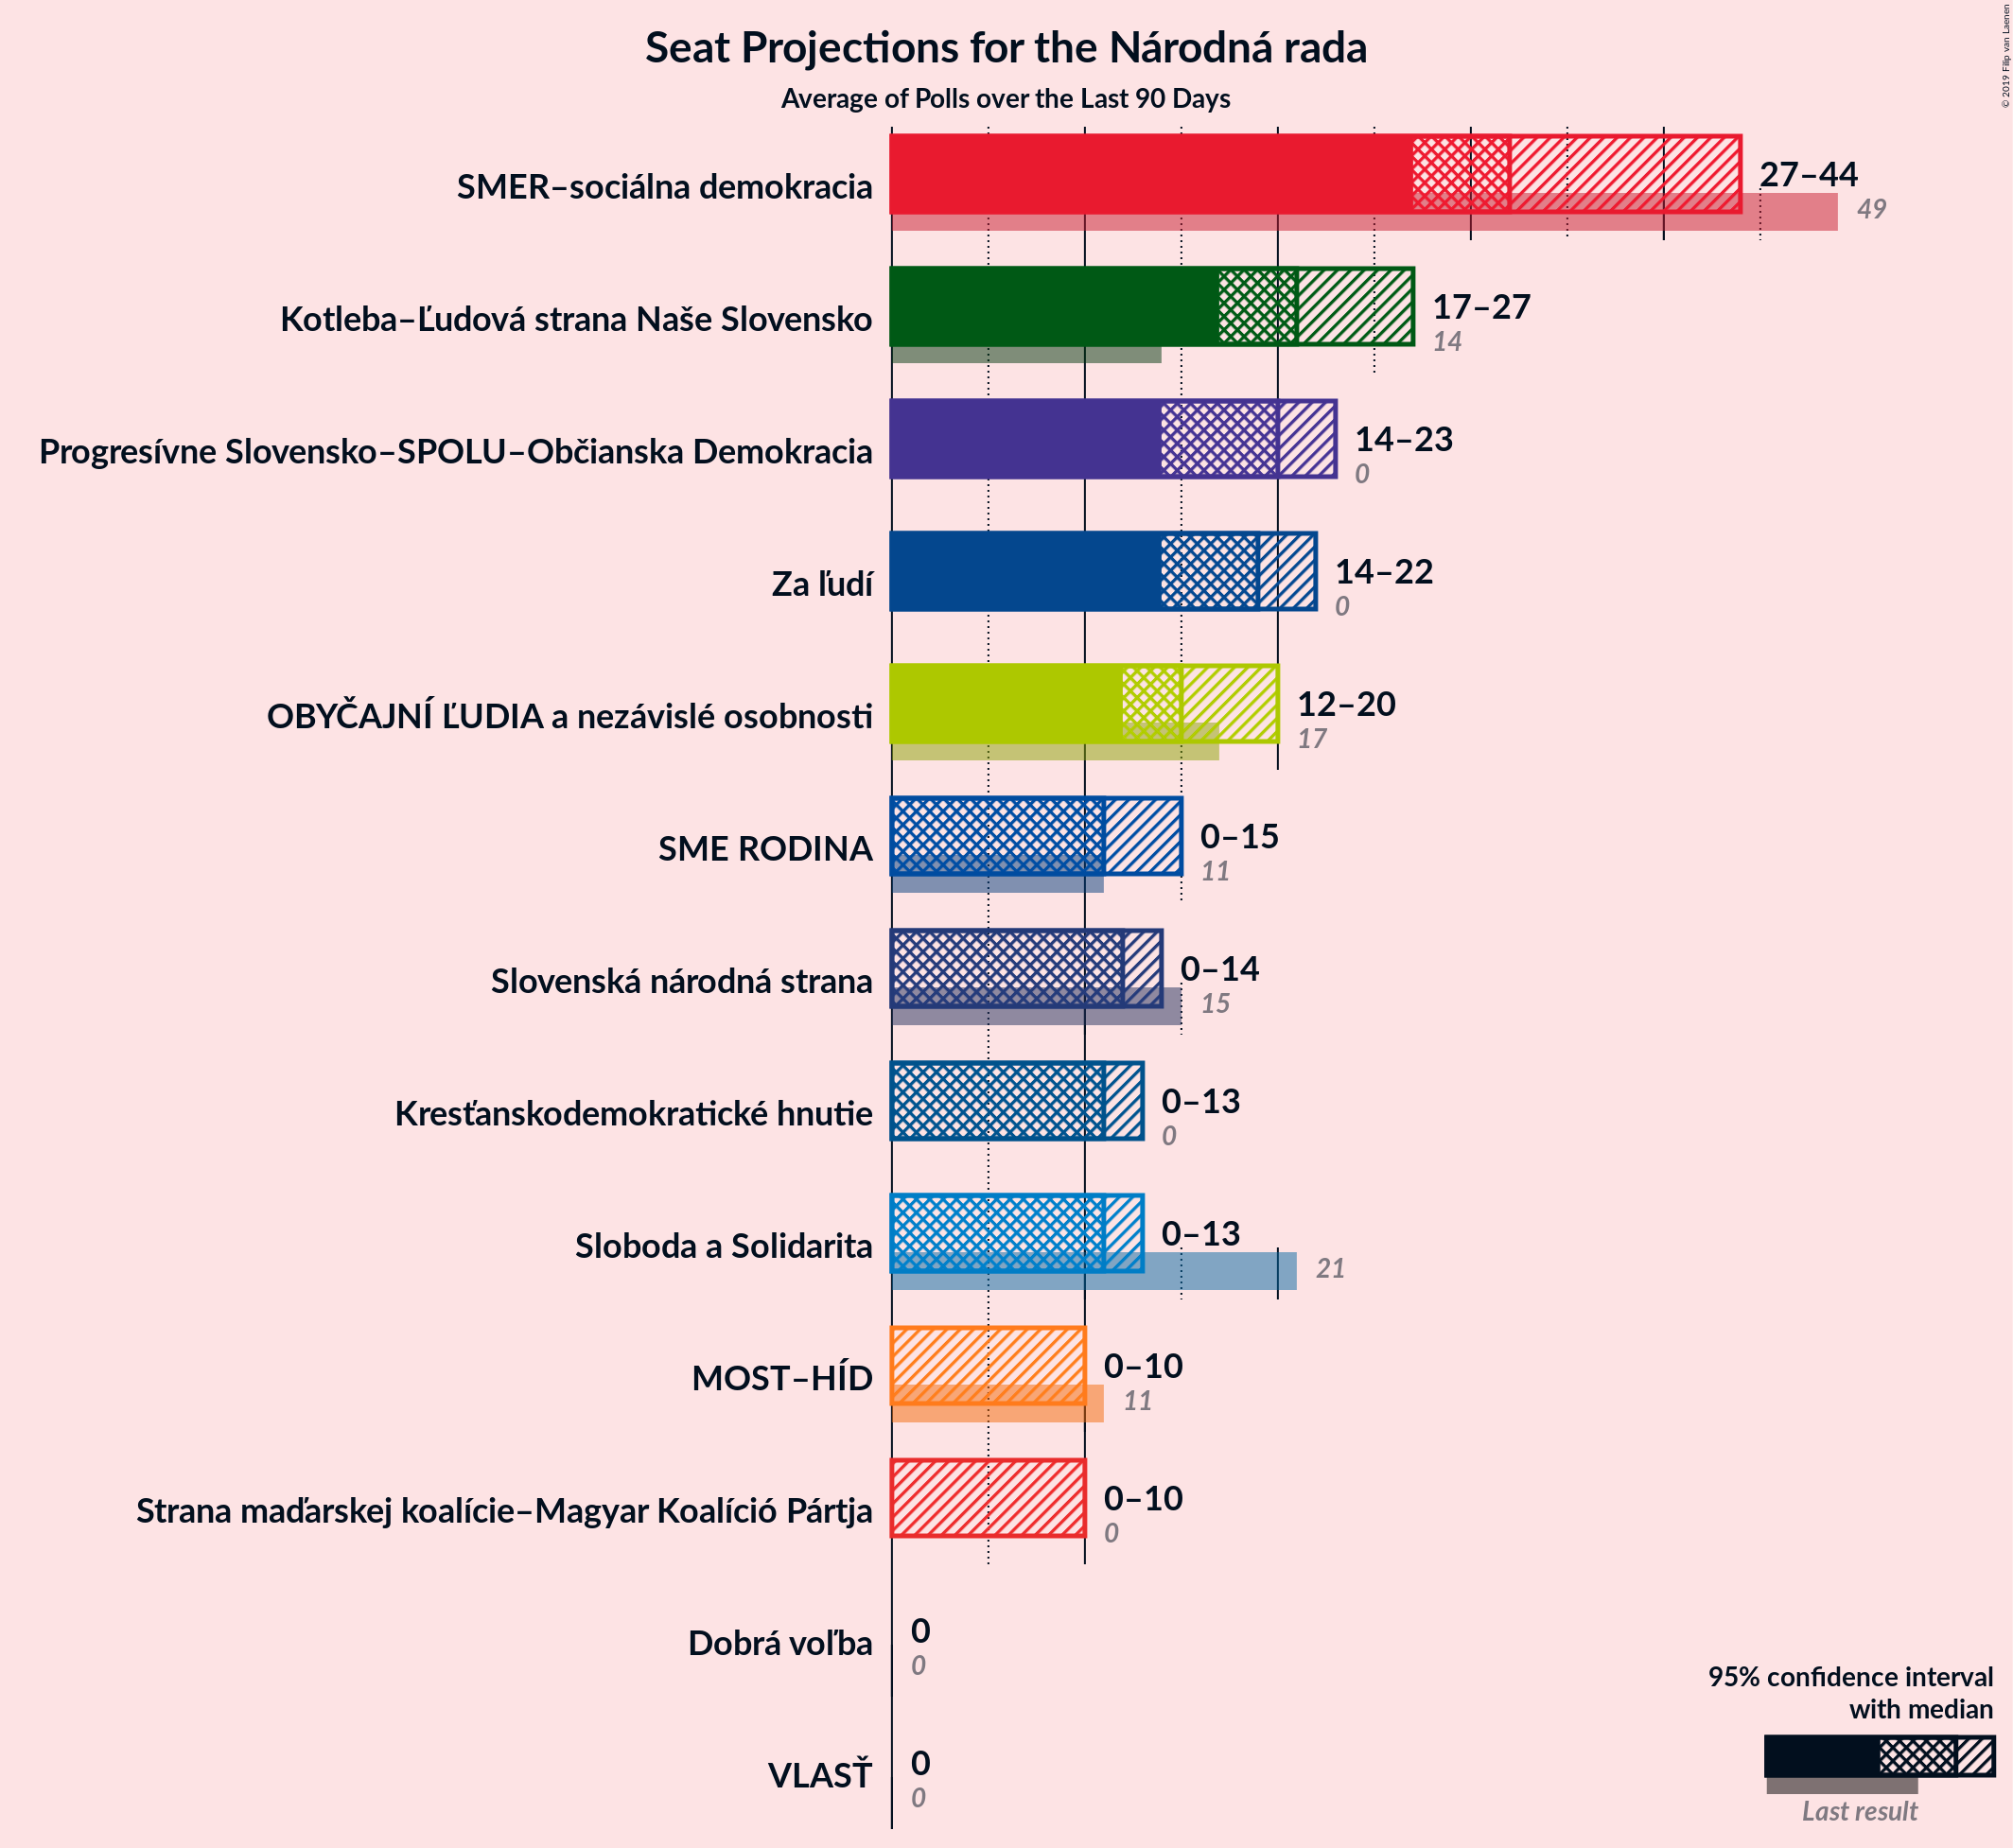 Seat Projections for the Národná rada
Average of Polls over the Last 90 Days
© 2019 Filip van Laenen
SMER–sociálna demokracia
27–44
49
Kotleba–Ľudová strana Naše Slovensko
17–27
14
Progresívne Slovensko–SPOLU–Občianska Demokracia
14–23
0
Za ľudí
14–22
0
OBYČAJNÍ ĽUDIA a nezávislé osobnosti
12–20
17
SME RODINA
0–15
11
Slovenská národná strana
0–14
15
Kresťanskodemokratické hnutie
0–13
0
Sloboda a Solidarita
0–13
21
MOST–HÍD
0–10
11
Strana maďarskej koalície–Magyar Koalíció Pártja
0–10
0
Dobrá voľba
0
0
VLASŤ
0
0
95% confidence interval
with median
Last result